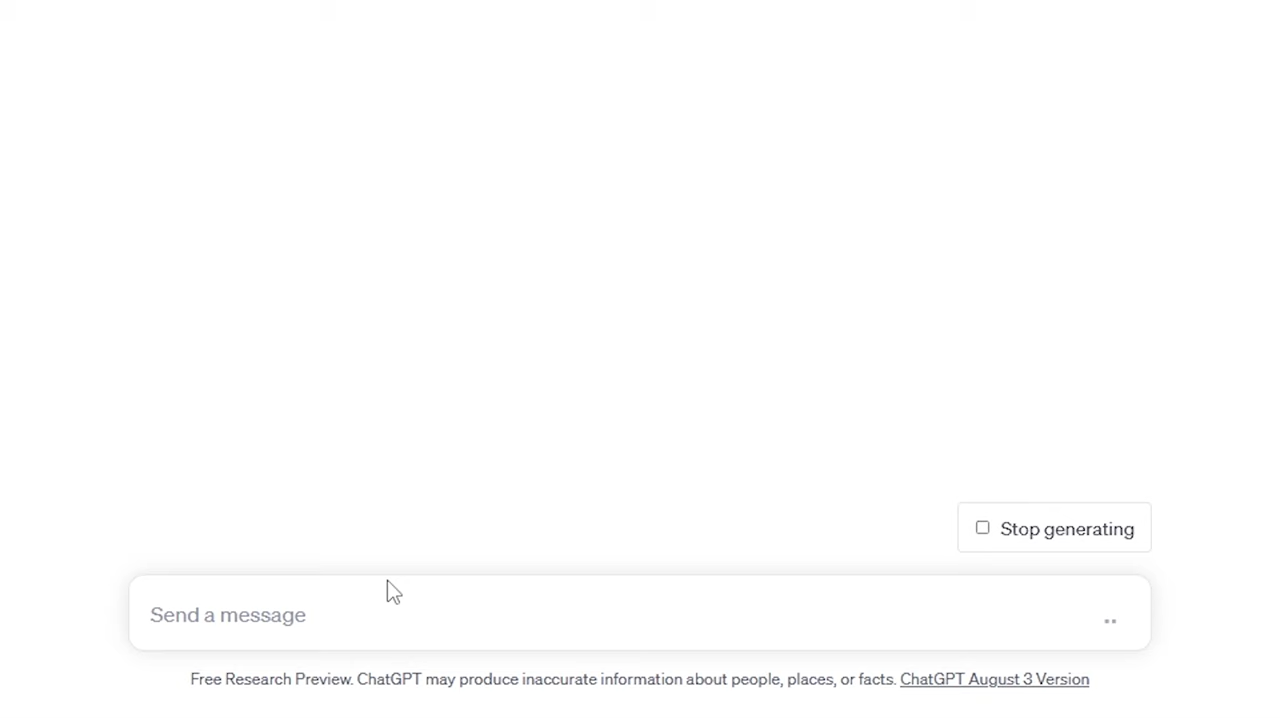 Stop generating
Send a message
Free Research Preview. ChatGPT may produce inaccurate information about people, places, or facts. ChatGPT August 3 Version